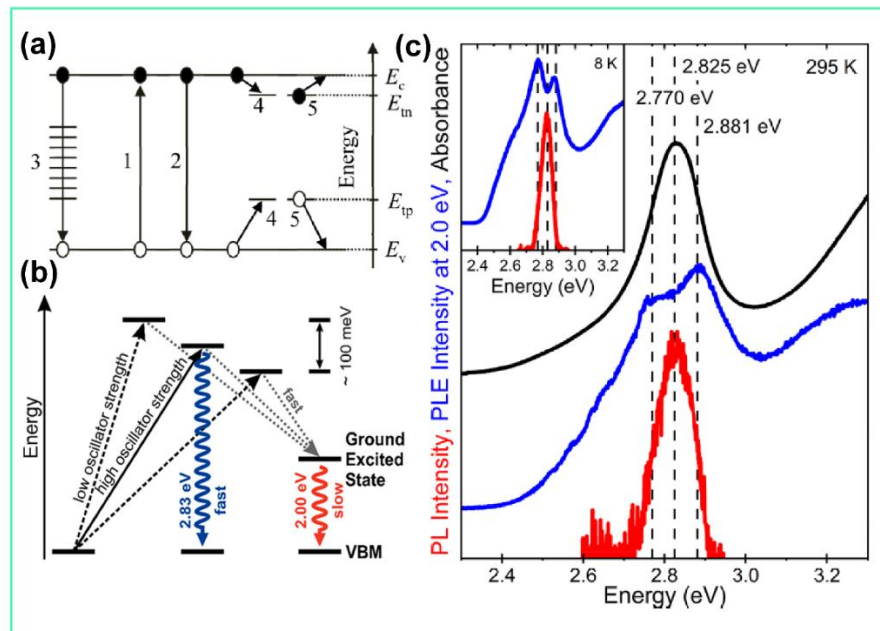 (a)
E_c
4
5
E_tn
3
1
2
Energy
4
5
E_tp
E_v
(b)
Energy
low oscillator strength
high oscillator strength
~ 100 meV
fast
2.83 eV
fast
Ground
Excited
State
2.00 eV
slow
VBM
(c)
PL Intensity, PLE Intensity at 2.0 eV, Absorbance
8 K
2.4 2.6 2.8 3.0 3.2
Energy (eV)
2.825 eV
295 K
2.770 eV
2.881 eV
2.4 2.6 2.8 3.0 3.2
Energy (eV)